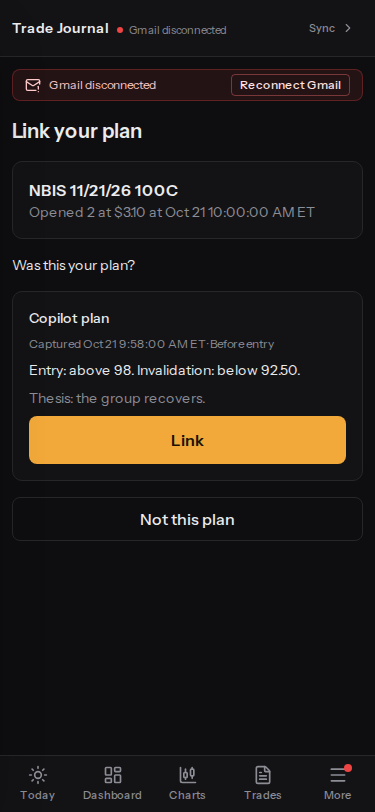 Trade Journal
Gmail disconnected
Sync
Gmail disconnected
Reconnect Gmail
Link your plan
NBIS 11/21/26 100C
Opened 2 at $3.10 at Oct 21 10:00:00 AM ET
Was this your plan?
Copilot plan
Captured Oct 21 9:58:00 AM ET · Before entry
Entry: above 98. Invalidation: below 92.50.
Thesis: the group recovers.
Link
Not this plan
Today
Dashboard
Charts
Trades
More